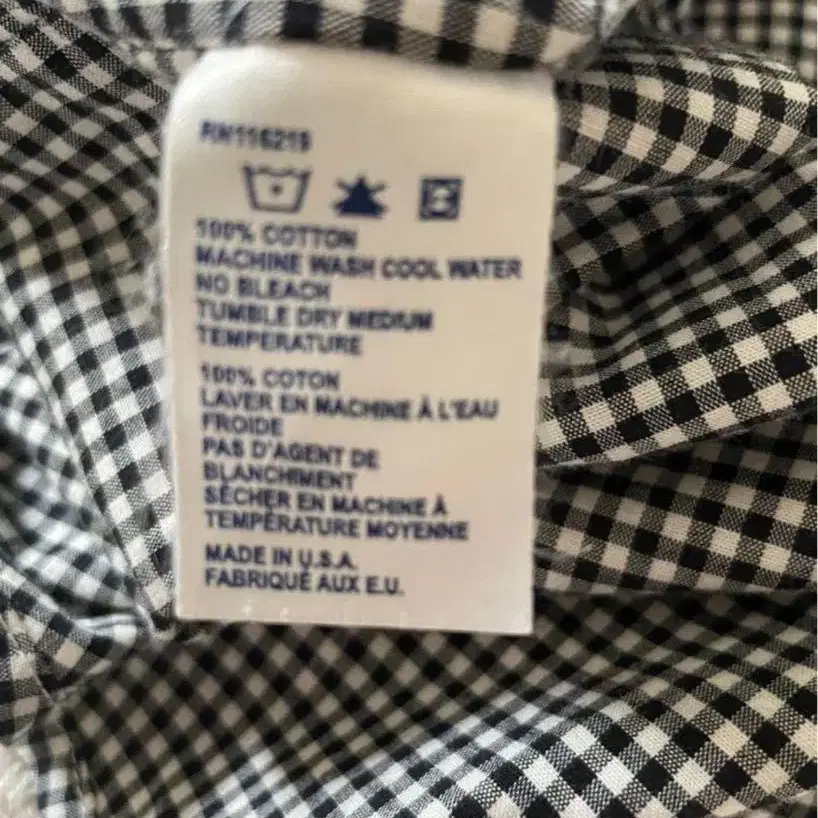 RN116219
100% COTTON
MACHINE WASH COOL WATER
NO BLEACH
TUMBLE DRY MEDIUM
TEMPERATURE
100% COTON
LAVER EN MACHINE À L'EAU
FROIDE
PAS D'AGENT DE
BLANCHIMENT
SÉCHER EN MACHINE À
TEMPÉRATURE MOYENNE
MADE IN U.S.A.
FABRIQUÉ AUX E.U.